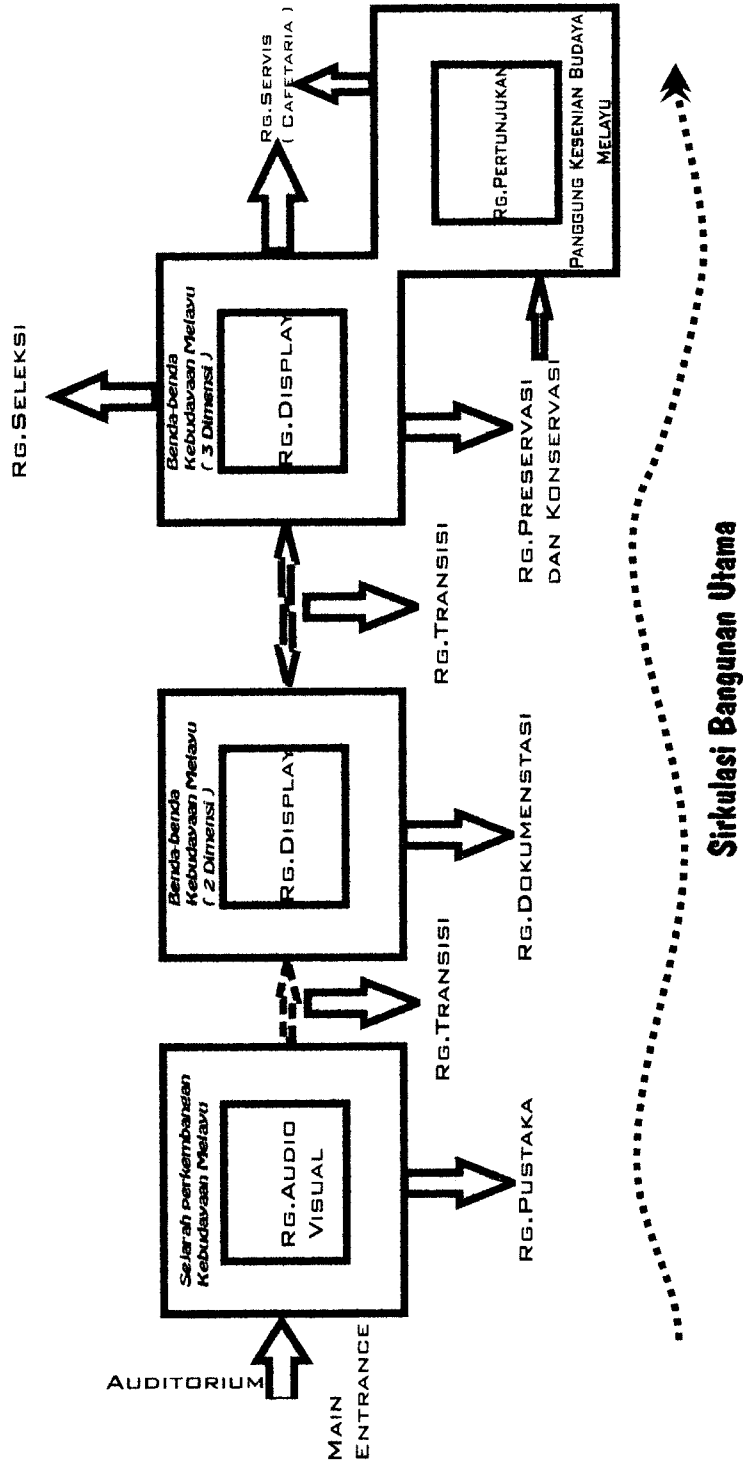 RG.SELEKSI
AUDITORIUM
MAIN
ENTRANCE
Sejarah perkembangan
Kebudayaan Melayu
RG.AUDIO
VISUAL
RG.PUSTAKA
RG.TRANSISI
Benda-benda
Kebudayaan Melayu
( 2 Dimensi )
RG.DISPLAY
RG.DOKUMENSTASI
RG.TRANSISI
Benda-benda
Kebudayaan Melayu
( 3 Dimensi )
RG.DISPLAY
RG.PRESERVASI
DAN KONSERVASI
RG.SERVIS
( CAFETARIA )
RG.PERTUNJUKAN
PANGGUNG KESENIAN BUDAYA
MELAYU
Sirkulasi Bangunan Utama